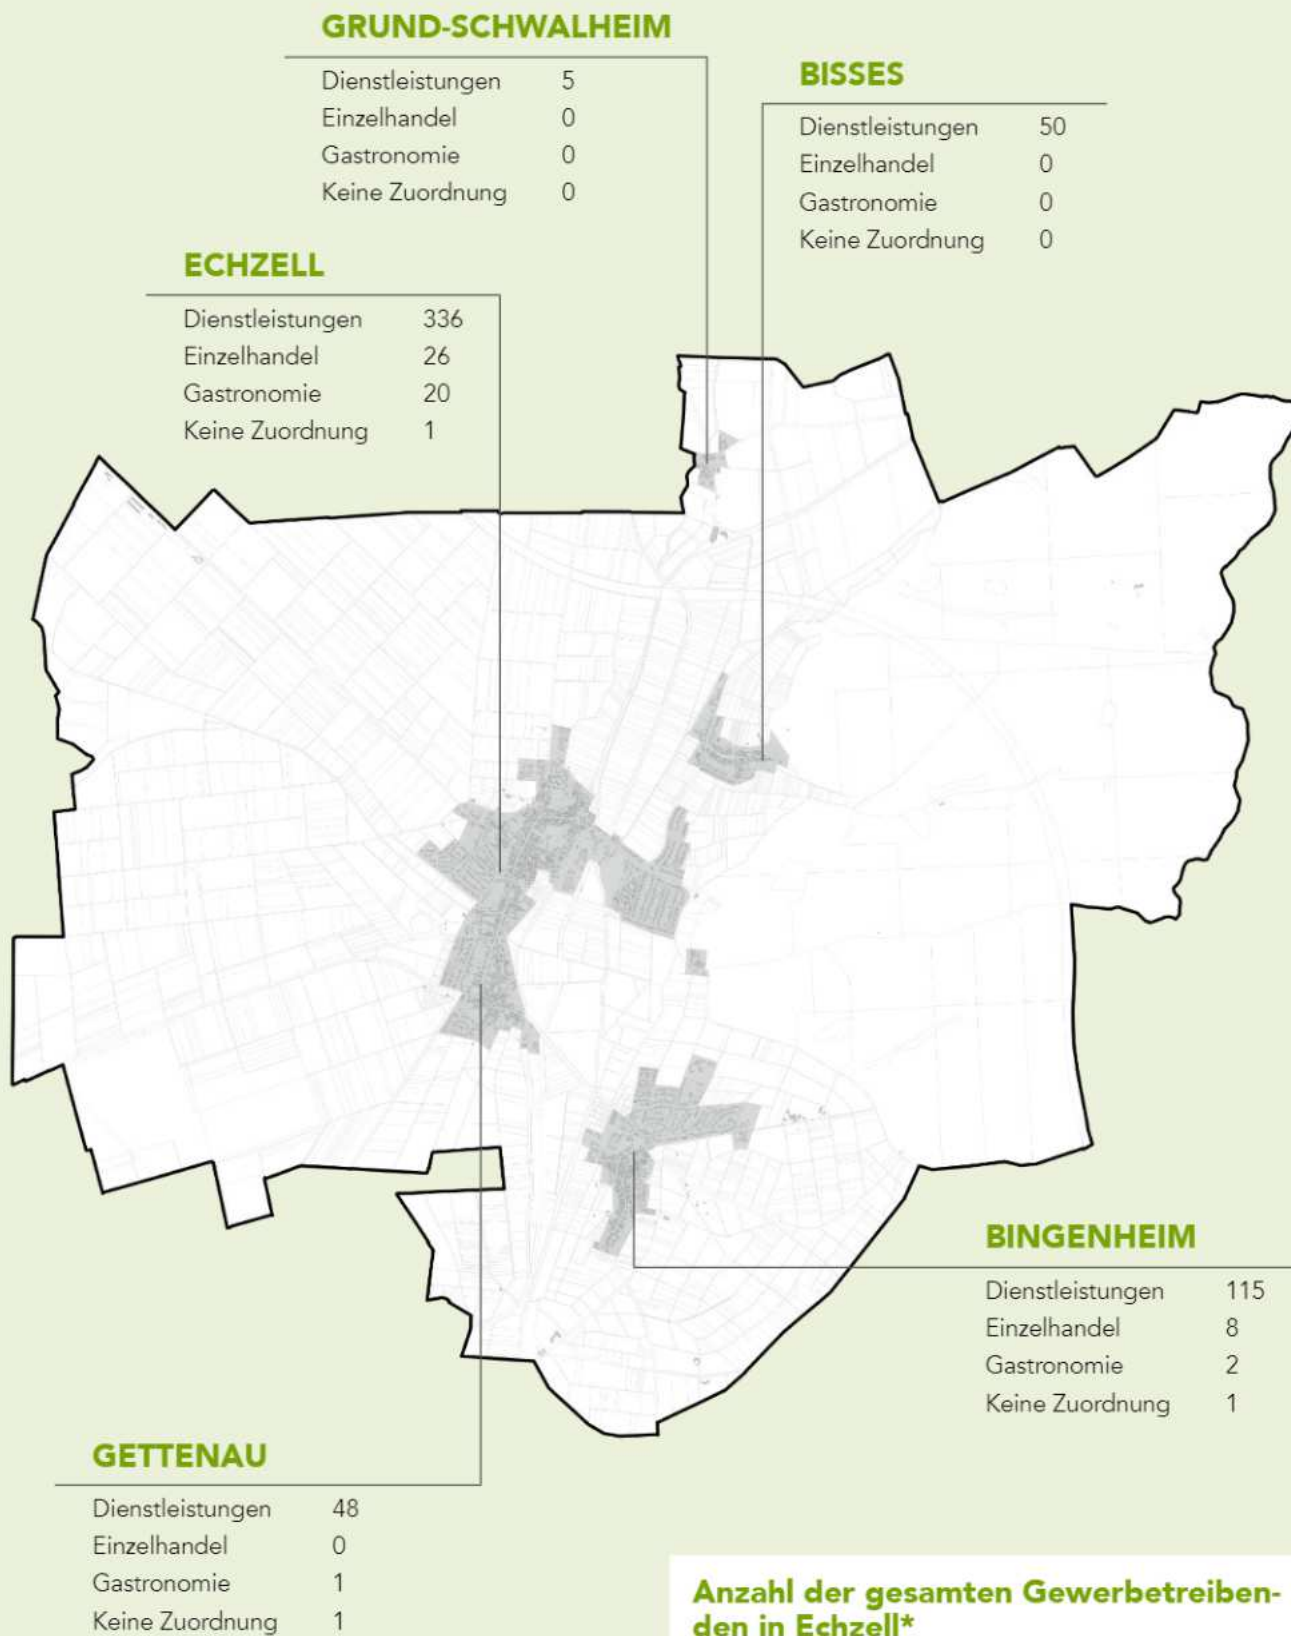 GRUND-SCHWALHEIM
Dienstleistungen 5
Einzelhandel 0
Gastronomie 0
Keine Zuordnung 0
BISSES
Dienstleistungen 50
Einzelhandel 0
Gastronomie 0
Keine Zuordnung 0
ECHZELL
Dienstleistungen 336
Einzelhandel 26
Gastronomie 20
Keine Zuordnung 1
BINGENHEIM
Dienstleistungen 115
Einzelhandel 8
Gastronomie 2
Keine Zuordnung 1
GETTENAU
Dienstleistungen 48
Einzelhandel 0
Gastronomie 1
Keine Zuordnung 1
Anzahl der gesamten Gewerbetreiben-
den in Echzell*